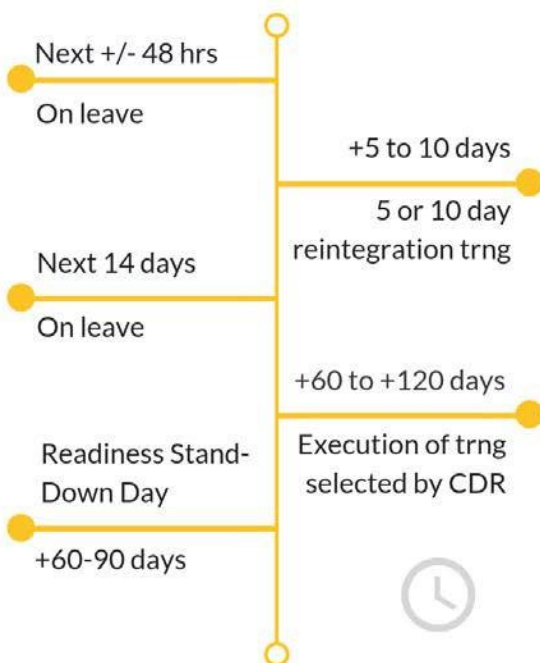 Next +/- 48 hrs
On leave
+5 to 10 days
5 or 10 day
reintegration trng
Next 14 days
On leave
+60 to +120 days
Execution of trng
selected by CDR
Readiness Stand-
Down Day
+60-90 days